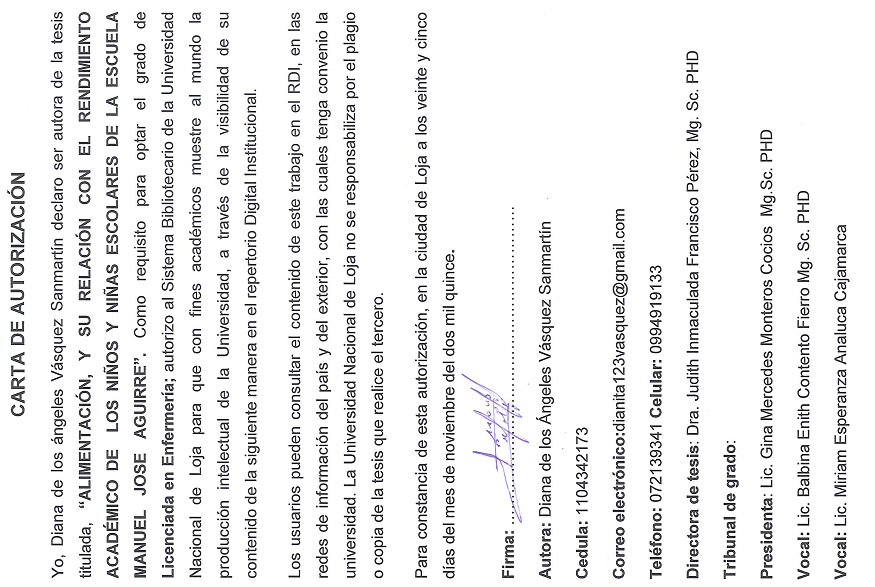 CARTA DE AUTORIZACIÓN
Yo, Diana de los ángeles Vásquez Sanmartín declaro ser autora de la tesis
titulada, “ALIMENTACIÓN, Y SU RELACIÓN CON EL RENDIMIENTO
ACADÉMICO DE LOS NIÑOS Y NIÑAS ESCOLARES DE LA ESCUELA
MANUEL JOSE AGUIRRE”. Como requisito para optar el grado de
Licenciada en Enfermería; autorizo al Sistema Bibliotecario de la Universidad
Nacional de Loja para que con fines académicos muestre al mundo la
producción intelectual de la Universidad, a través de la visibilidad de su
contenido de la siguiente manera en el repertorio Digital Institucional.
Los usuarios pueden consultar el contenido de este trabajo en el RDI, en las
redes de información del país y del exterior, con las cuales tenga convenio la
universidad. La Universidad Nacional de Loja no se responsabiliza por el plagio
o copia de la tesis que realice el tercero.
Para constancia de esta autorización, en la ciudad de Loja a los veinte y cinco
días del mes de noviembre del dos mil quince.
Firma: ......................................................
Autora: Diana de los Ángeles Vásquez Sanmartín
Cedula: 1104342173
Correo electrónico:dianita123vasquez@gmail.com
Teléfono: 072139341 Celular: 0994919133
Directora de tesis: Dra. Judith Inmaculada Francisco Pérez, Mg. Sc. PHD
Tribunal de grado:
Presidenta: Lic. Gina Mercedes Monteros Cocios Mg.Sc. PHD
Vocal: Lic. Balbina Enith Contento Fierro Mg. Sc. PHD
Vocal: Lic. Miriam Esperanza Analuca Cajamarca